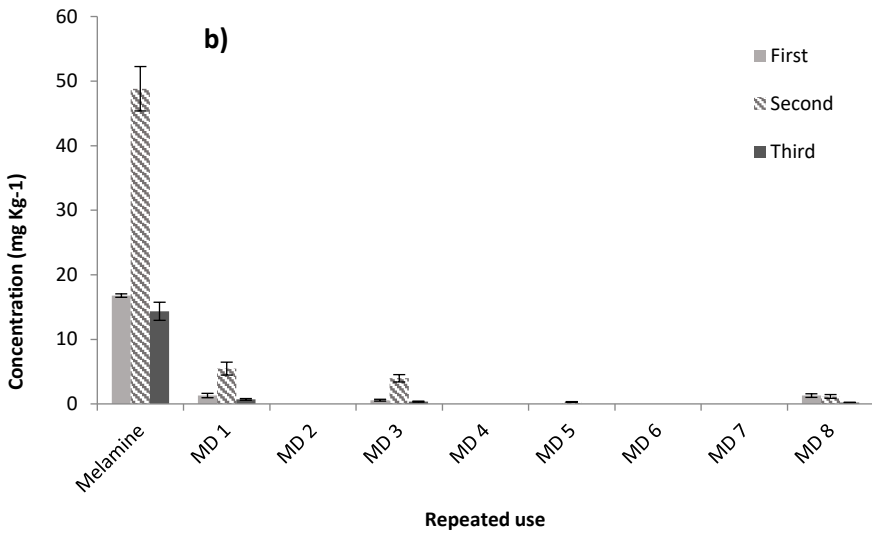 b)
60
50
40
30
20
10
0
Concentration (mg Kg-1)
First
Second
Third
Melamine
MD 1
MD 2
MD 3
MD 4
MD 5
MD 6
MD 7
MD 8
Repeated use